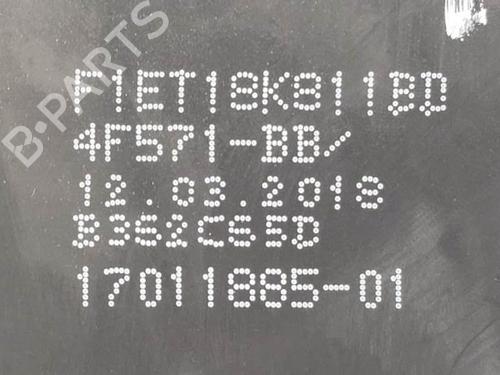 F1ET18K811BD
4F571-BB/
12.03.2018
B362C65D
17011885-01
B-PARTS